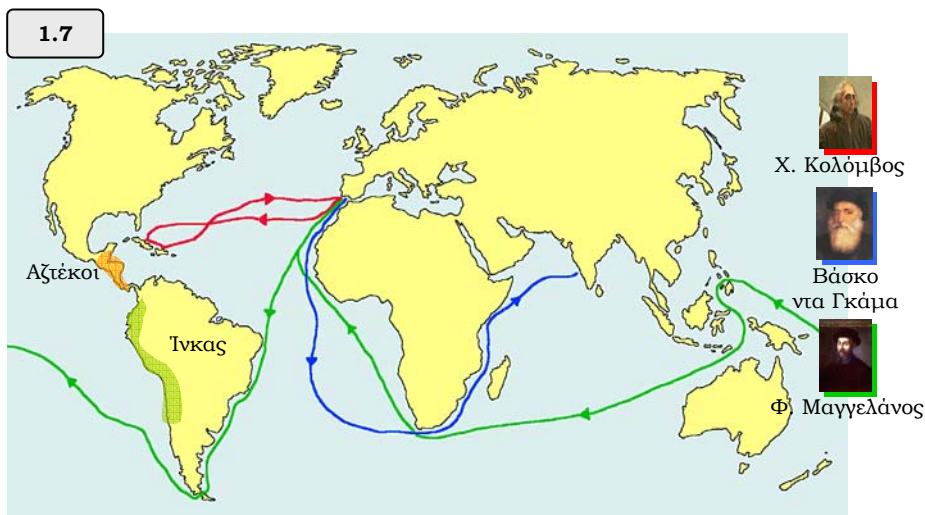 1.7
Χ. Κολόμβος
Βάσκο
ντα Γκάμα
Αζτέκοι
Ίνκας
Φ. Μαγγελάνος